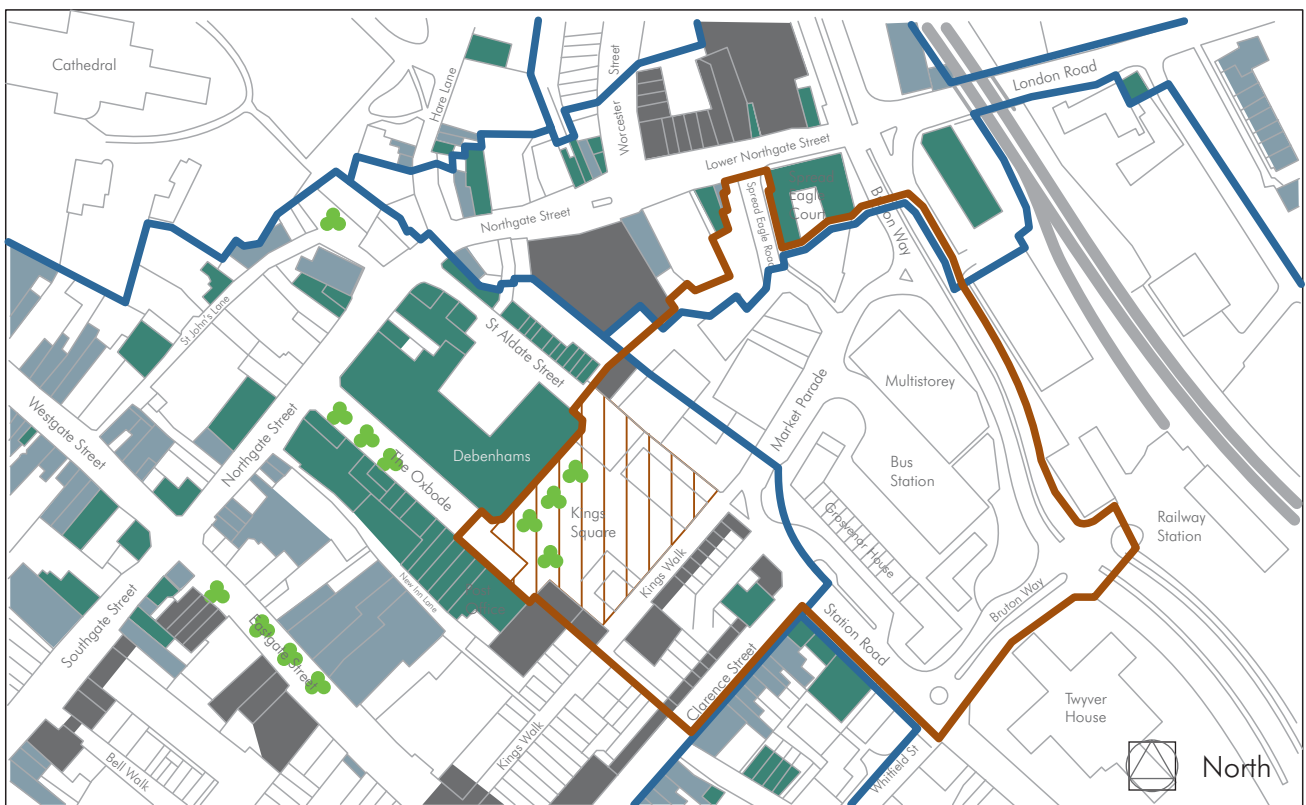 Cathedral
Hare Lane
Worcester
Street
London Road
Lower Northgate Street
Eagle
Court
Spread Eagle Road
Bruton Way
Northgate Street
St John's Lane
St Aldate Street
Multistorey
Market Parade
Westgate Street
Northgate Street
The Oxbode
Debenhams
Bus
Station
Kings
Square
Grosvenor House
Railway
Station
Kings Walk
New Inn Lane
Bruton Way
Southgate Street
Eastgate Street
Station Road
Clarence Street
Twyver
House
Kings Walk
Bell Walk
Whitfield St
North